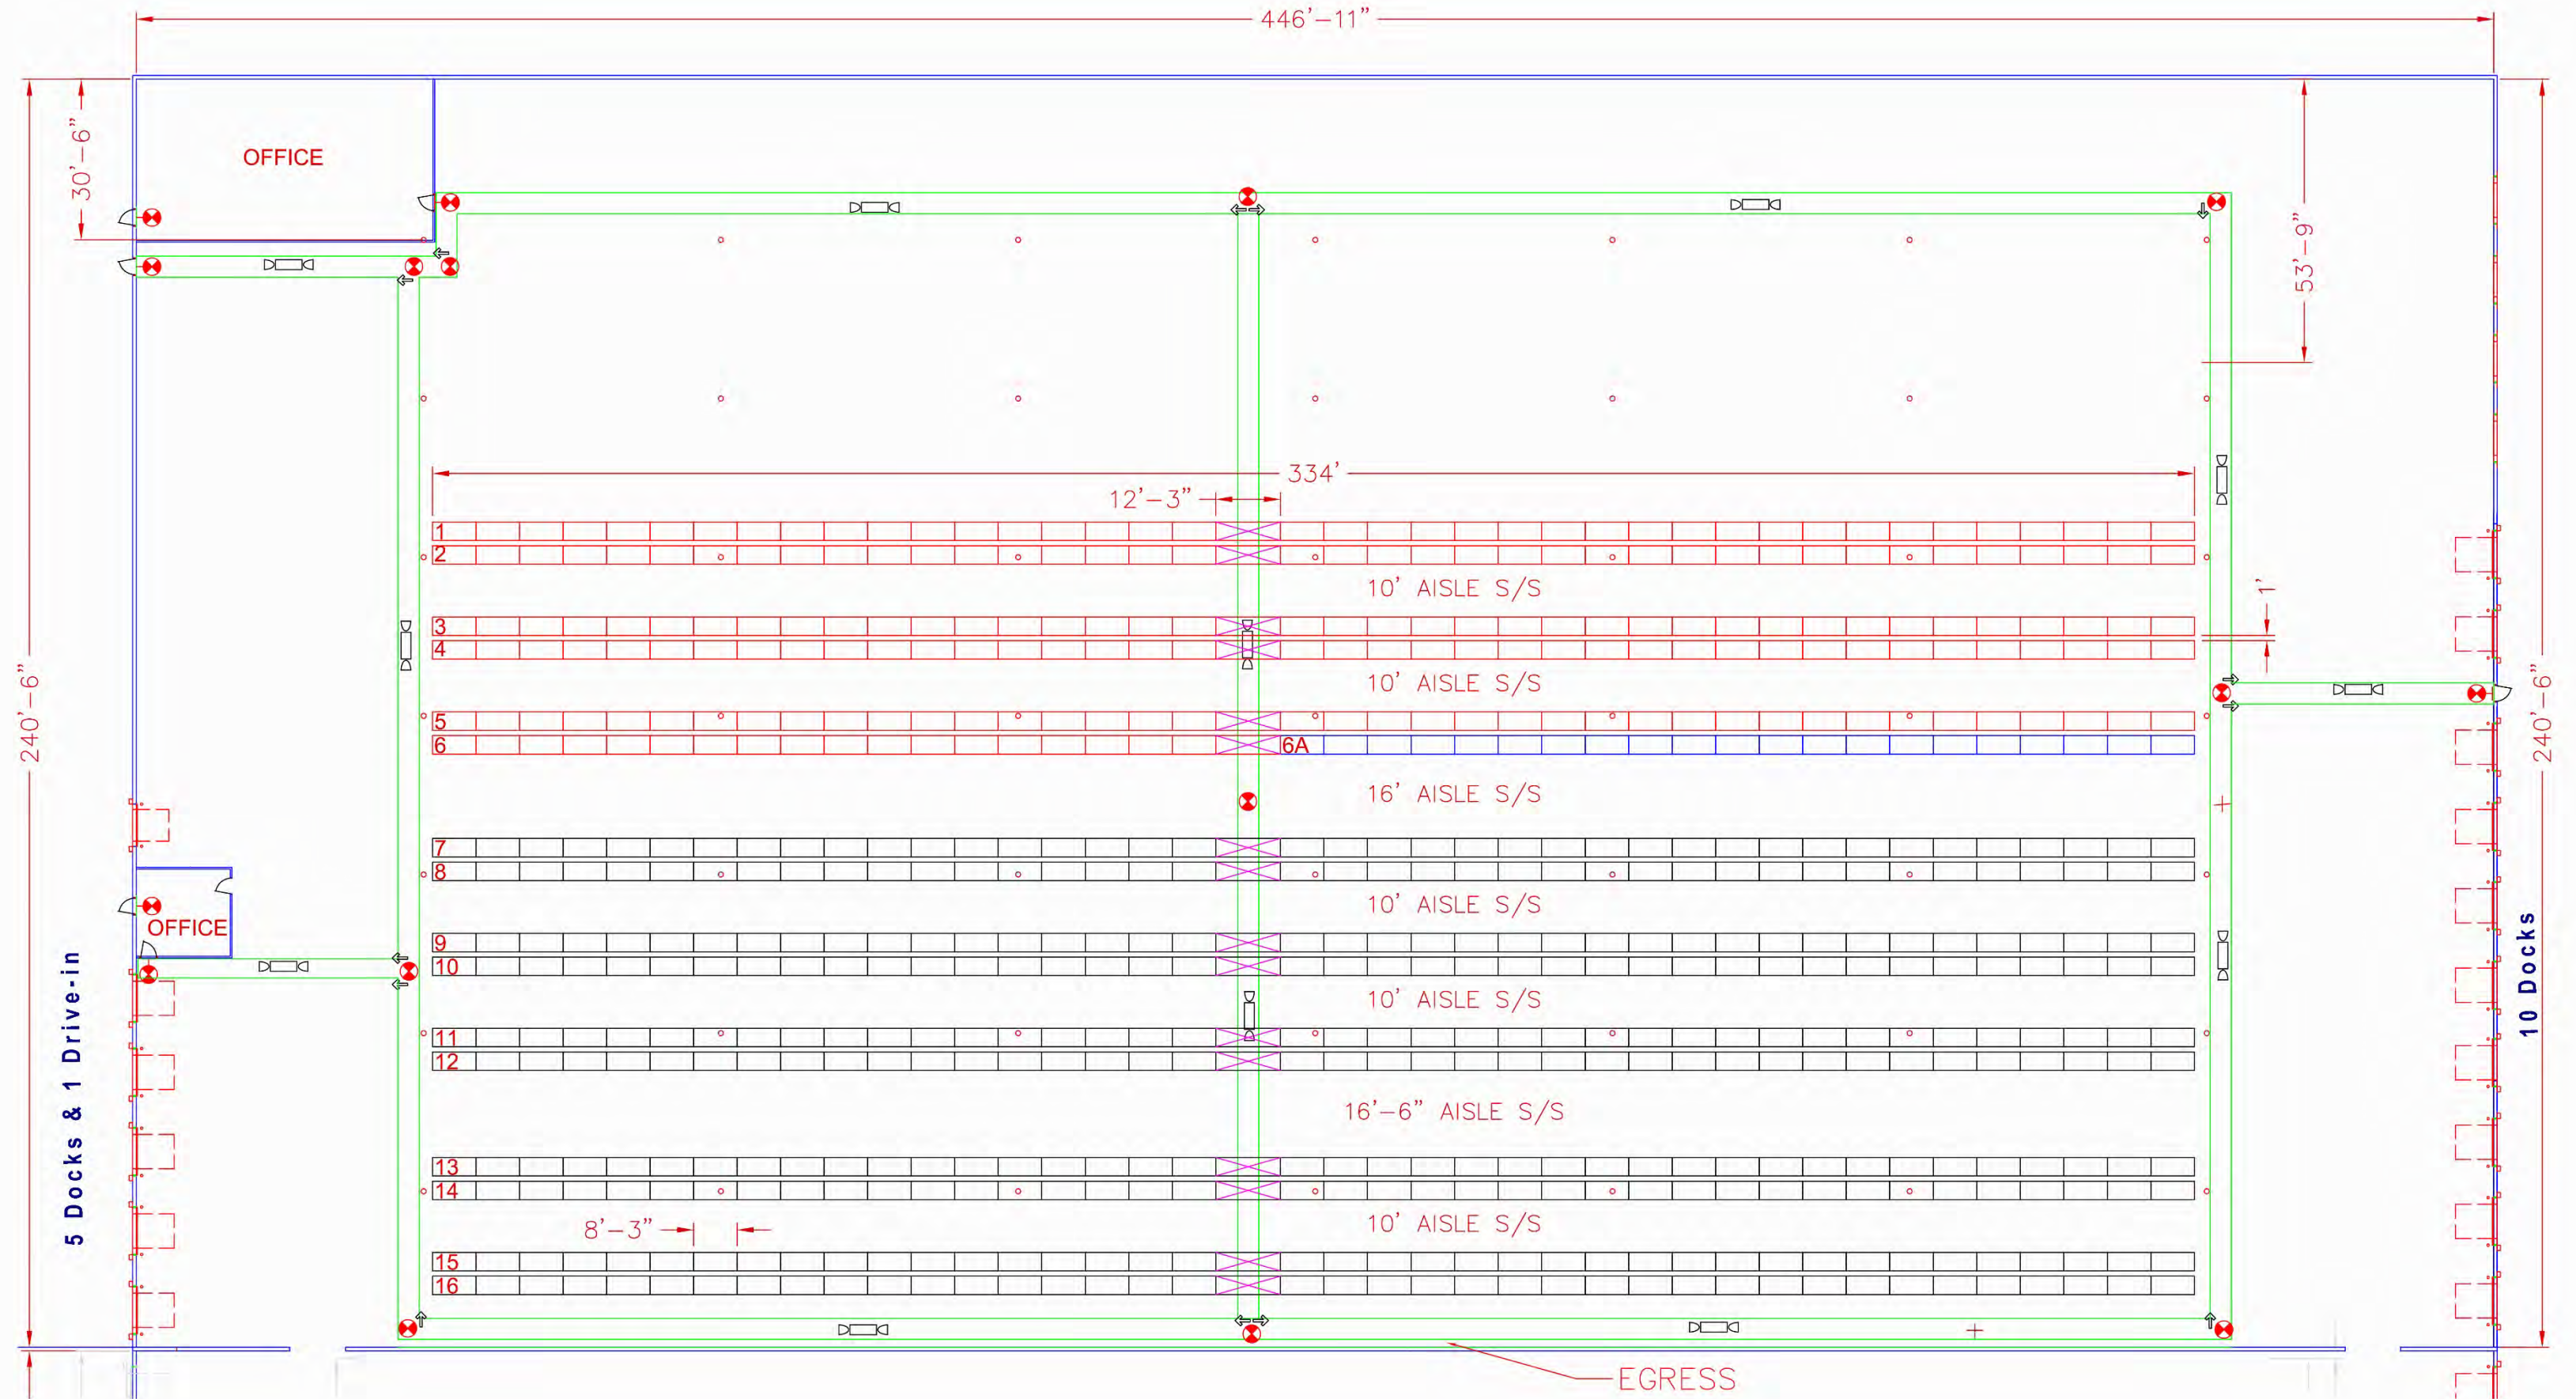 446'-11"
30'-6"
OFFICE
53'-9"
334'
12'-3"
1
2
10' AISLE S/S
1'
3
4
10' AISLE S/S
240'-6"
240'-6"
5
6
6A
16' AISLE S/S
7
8
10' AISLE S/S
OFFICE
9
10
10' AISLE S/S
5 Docks & 1 Drive-in
10 Docks
11
12
16'-6" AISLE S/S
13
14
8'-3"
10' AISLE S/S
15
16
EGRESS